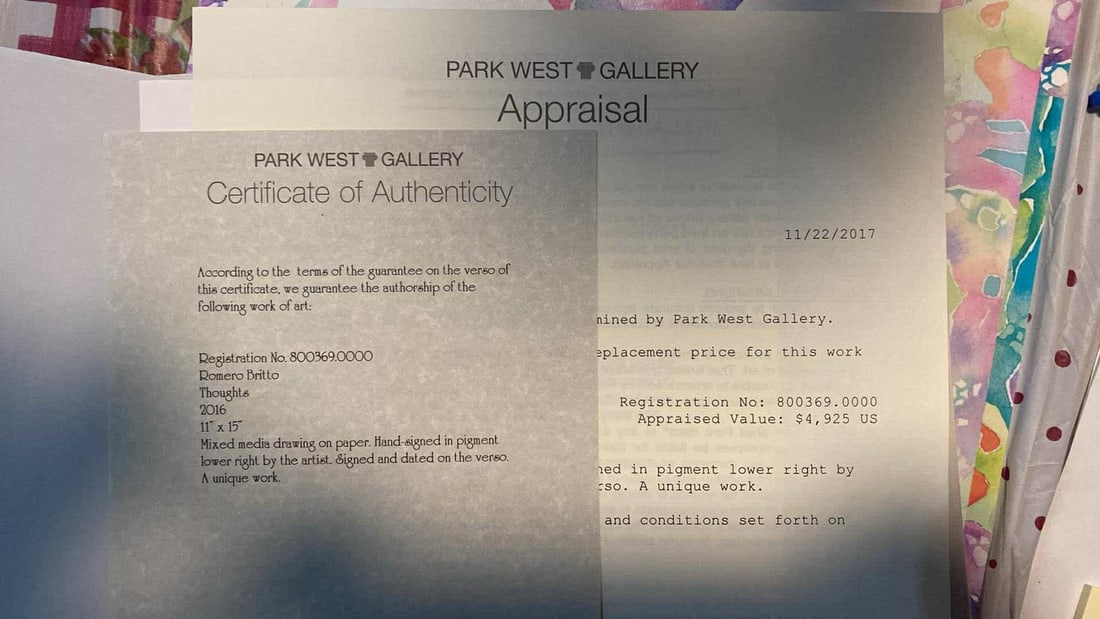 PARK WEST GALLERY
Appraisal
11/22/2017
mined by Park West Gallery.
eplacement price for this work
Registration No: 800369.0000
Appraised Value: $4,925 US
ned in pigment lower right by
rso. A unique work.
and conditions set forth on
PARK WEST GALLERY
Certificate of Authenticity
According to the terms of the guarantee on the verso of
this certificate, we guarantee the authorship of the
following work of art:
Registration No. 800369.0000
Romero Britto
Thoughts
2016
11" x 15"
Mixed media drawing on paper. Hand-signed in pigment
lower right by the artist. Signed and dated on the verso.
A unique work.